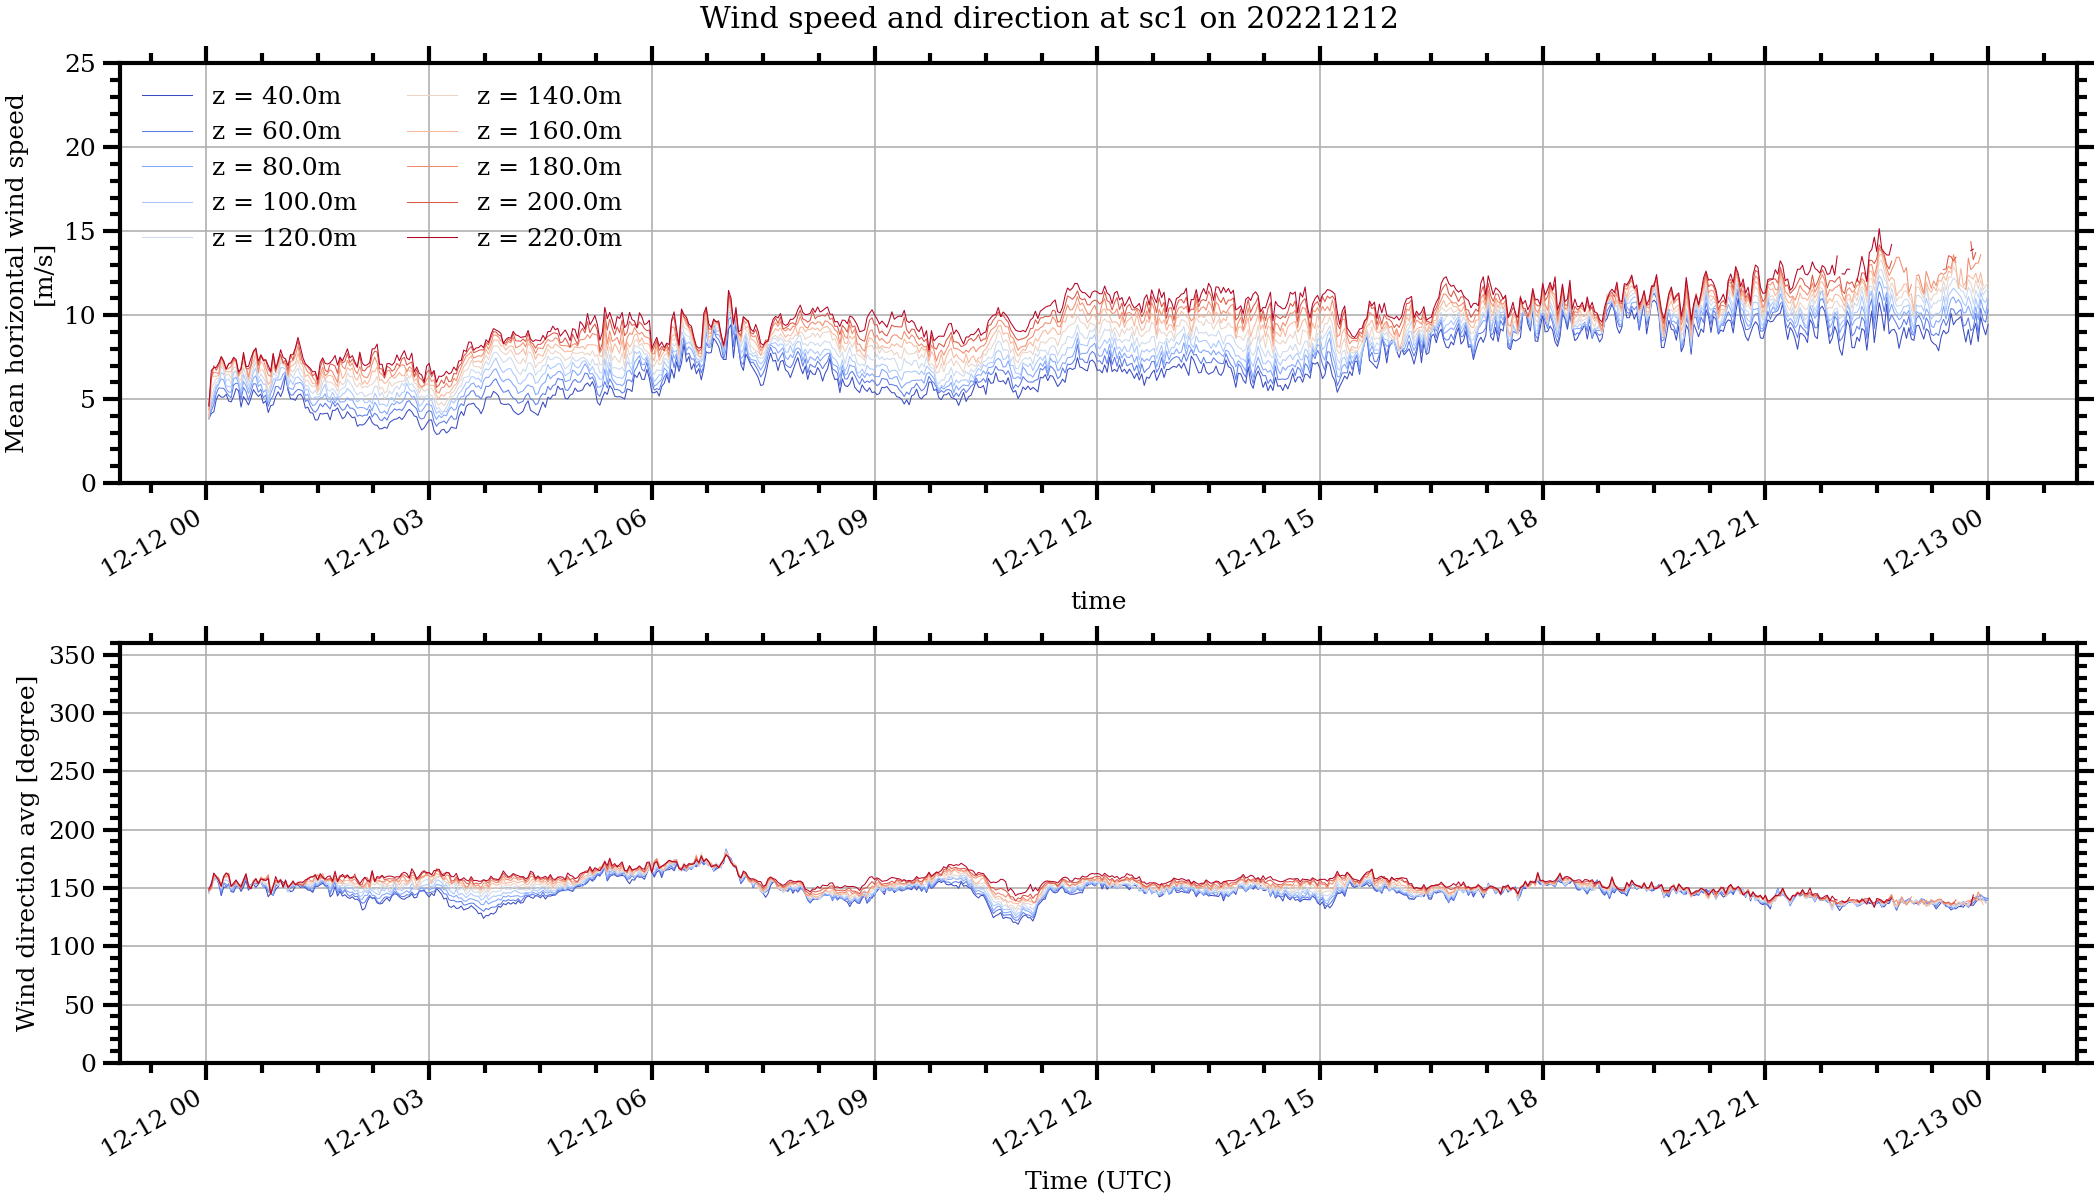 Wind speed and direction at sc1 on 20221212
Mean horizontal wind speed
[m/s]
25
20
15
10
5
0
z = 40.0m
z = 60.0m
z = 80.0m
z = 100.0m
z = 120.0m
z = 140.0m
z = 160.0m
z = 180.0m
z = 200.0m
z = 220.0m
12-12 00
12-12 03
12-12 06
12-12 09
12-12 12
12-12 15
12-12 18
12-12 21
12-13 00
time
Wind direction avg [degree]
350
300
250
200
150
100
50
0
12-12 00
12-12 03
12-12 06
12-12 09
12-12 12
12-12 15
12-12 18
12-12 21
12-13 00
Time (UTC)